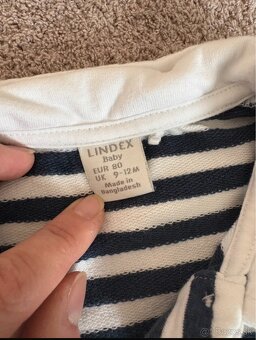 LINDEX
Baby
EUR 80
UK 9-12M
Made in
Bangladesh